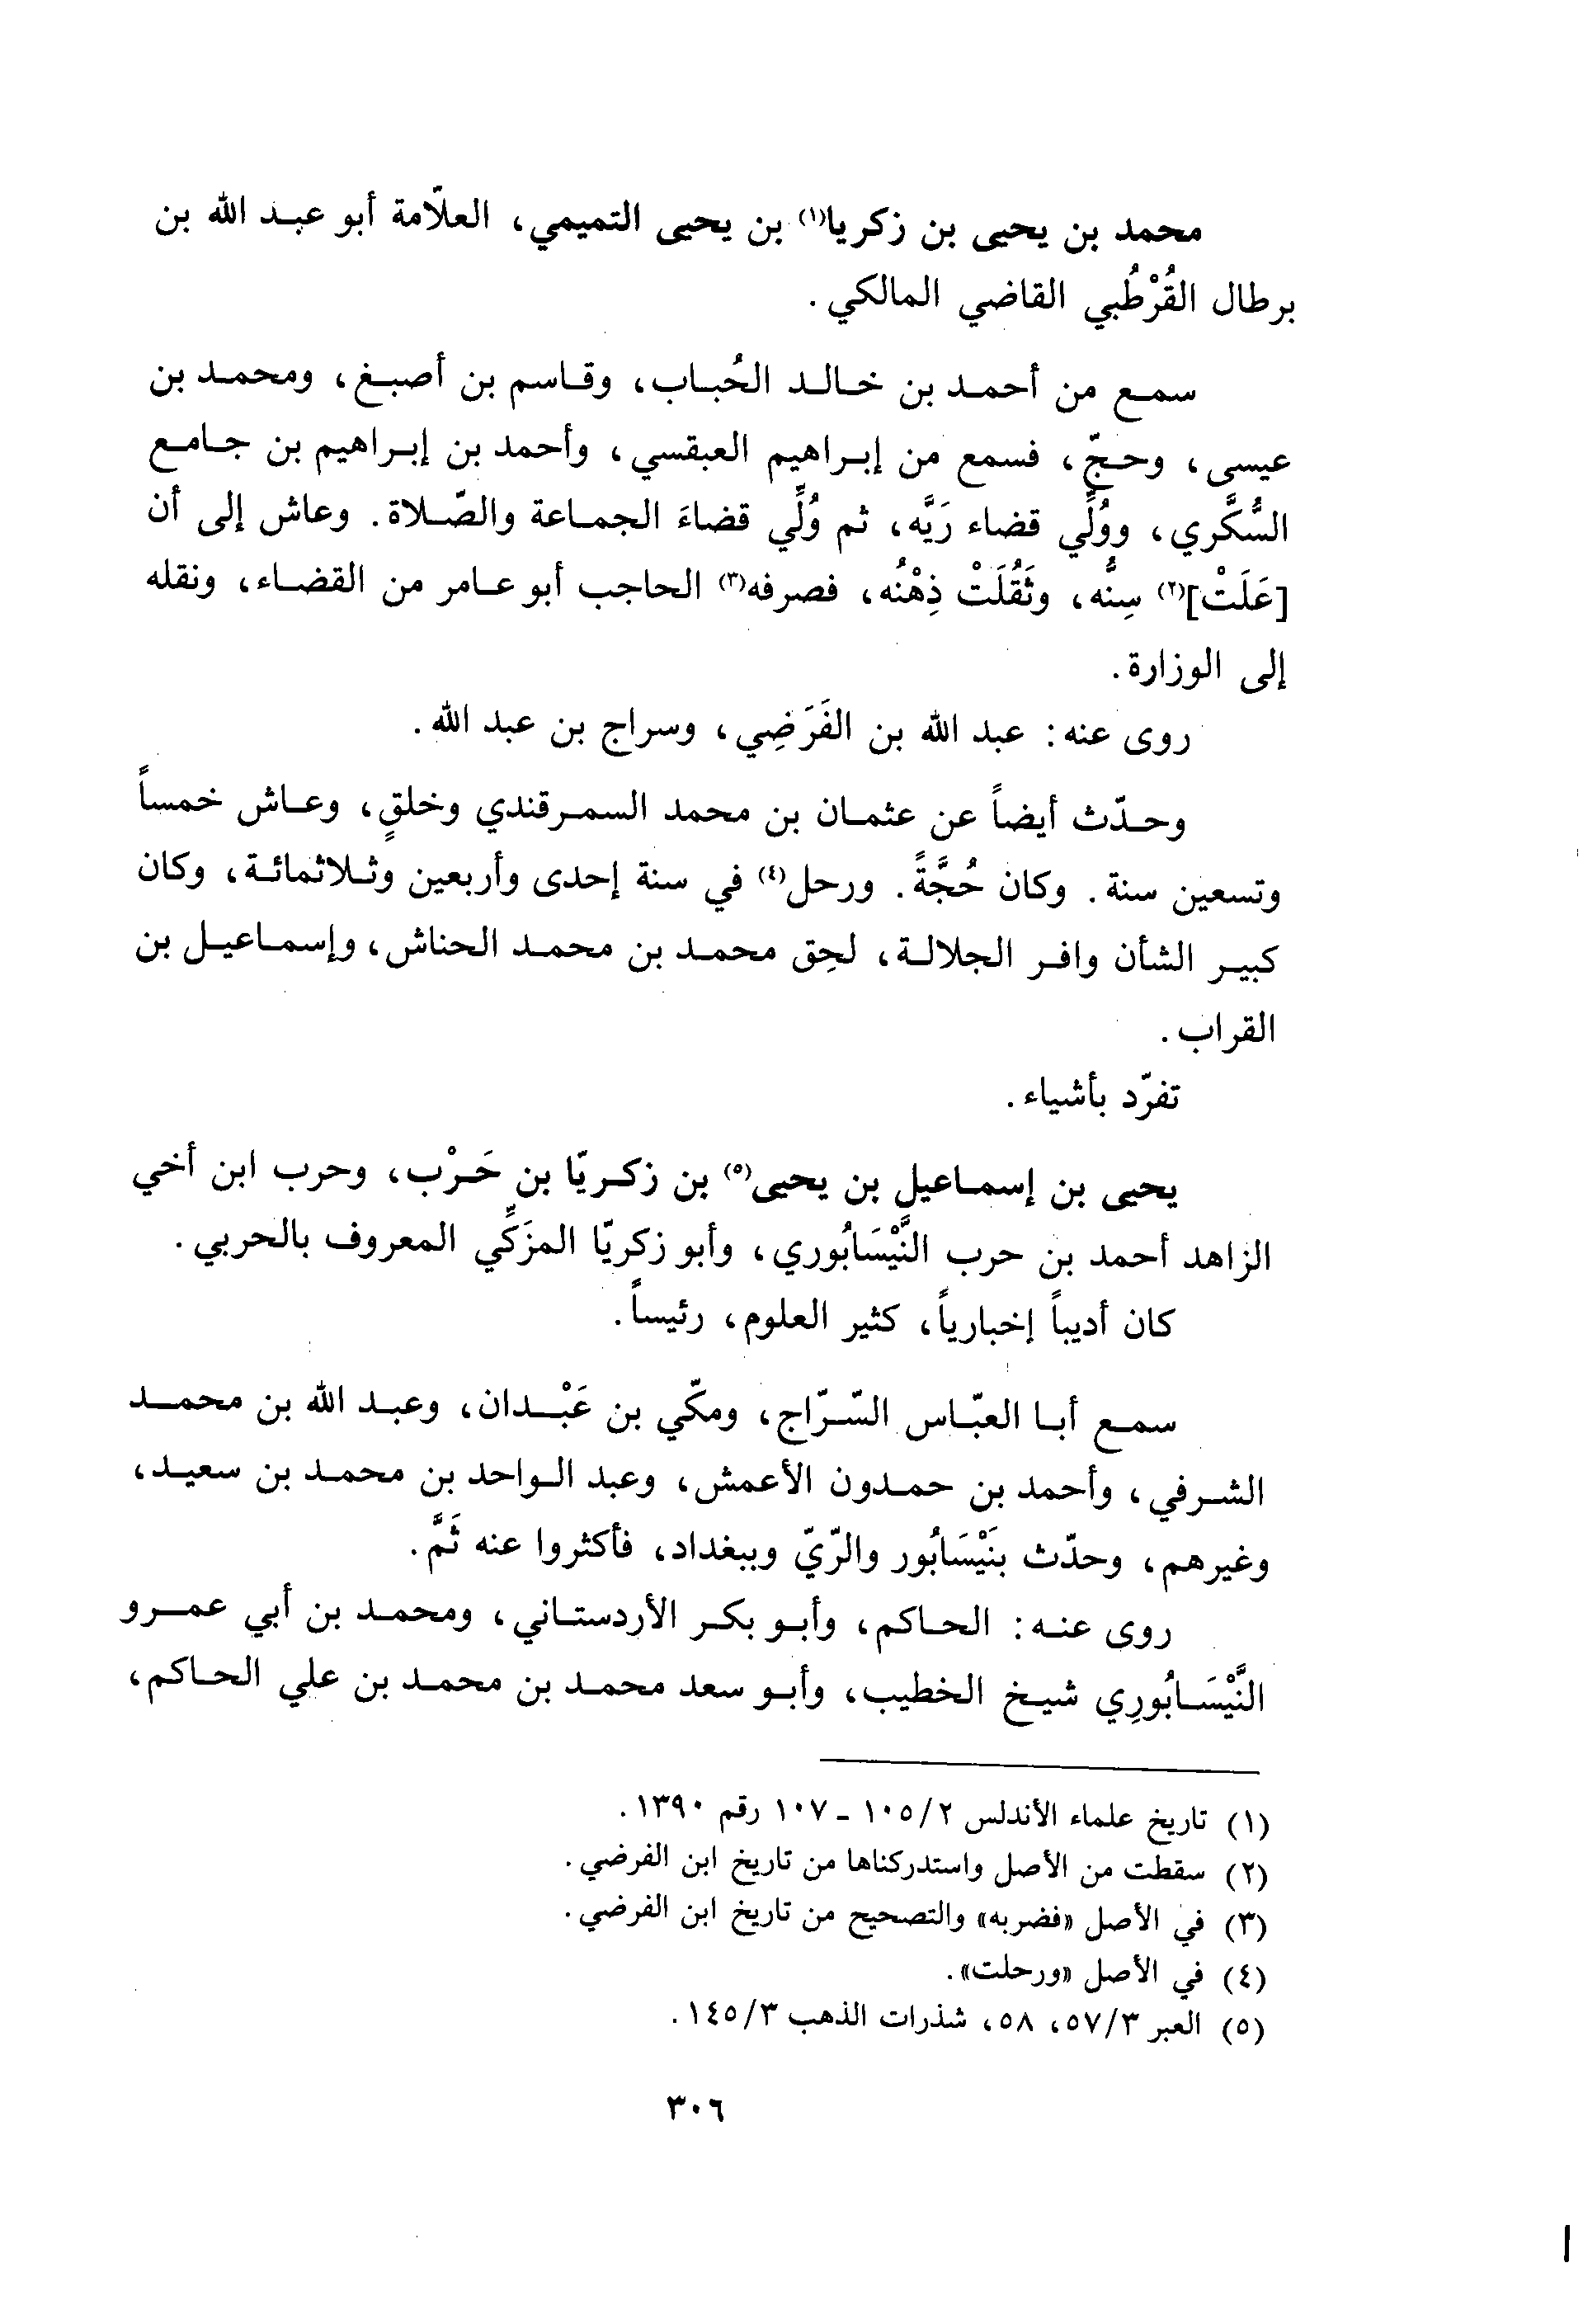 محمد بن يحيى بن زكريا(١) بن يحيى التميمي، العلّامة أبو عبد الله بن
برطال القُرْطُبي القاضي المالكي.
سمع من أحمد بن خالد الحُباب، وقاسم بن أصبغ، ومحمد بن
عيسى، وحجّ، فسمع من إبراهيم العبقسي، وأحمد بن إبراهيم بن جامع
السُّكَّري، ووُلِّي قضاء رَيَّه، ثم وُلِّي قضاءَ الجماعة والصّلاة. وعاش إلى أن
[عَلَتْ](٢) سِنُّه، وثَقُلَتْ ذِهْنُه، فصرفه(٣) الحاجب أبو عامر من القضاء، ونقله
إلى الوزارة.
روى عنه: عبد الله بن الفَرَضِي، وسراج بن عبد الله.
وحدّث أيضاً عن عثمان بن محمد السمرقندي وخلقٍ، وعاش خمساً
وتسعين سنة. وكان حُجَّةً. ورحل(٤) في سنة إحدى وأربعين وثلاثمائة، وكان
كبير الشأن وافر الجلالة، لحِق محمد بن محمد الحناش، وإسماعيل بن
القراب.
تفرّد بأشياء.
يحيى بن إسماعيل بن يحيى(٥) بن زكريّا بن حَرْب، وحرب ابن أخي
الزاهد أحمد بن حرب النَّيْسَابُوري، وأبو زكريّا المزَكِّي المعروف بالحربي.
كان أديباً إخبارياً، كثير العلوم، رئيساً.
سمع أبا العبّاس السّرّاج، ومكّي بن عَبْدان، وعبد الله بن محمد
الشرفي، وأحمد بن حمدون الأعمش، وعبد الواحد بن محمد بن سعيد،
وغيرهم، وحدّث بنَيْسَابُور والرّيّ وببغداد، فأكثروا عنه ثَمَّ.
روى عنه: الحاكم، وأبو بكر الأردستاني، ومحمد بن أبي عمرو
النَّيْسَابُورِي شيخ الخطيب، وأبو سعد محمد بن محمد بن علي الحاكم،
(١) تاريخ علماء الأندلس ١٠٥/٢ - ١٠٧ رقم ١٣٩٠.
(٢) سقطت من الأصل واستدركناها من تاريخ ابن الفرضي.
(٣) في الأصل «فضربه» والتصحيح من تاريخ ابن الفرضي.
(٤) في الأصل «ورحلت».
(٥) العبر ٥٧/٣، ٥٨، شذرات الذهب ١٤٥/٣.
٣٠٦